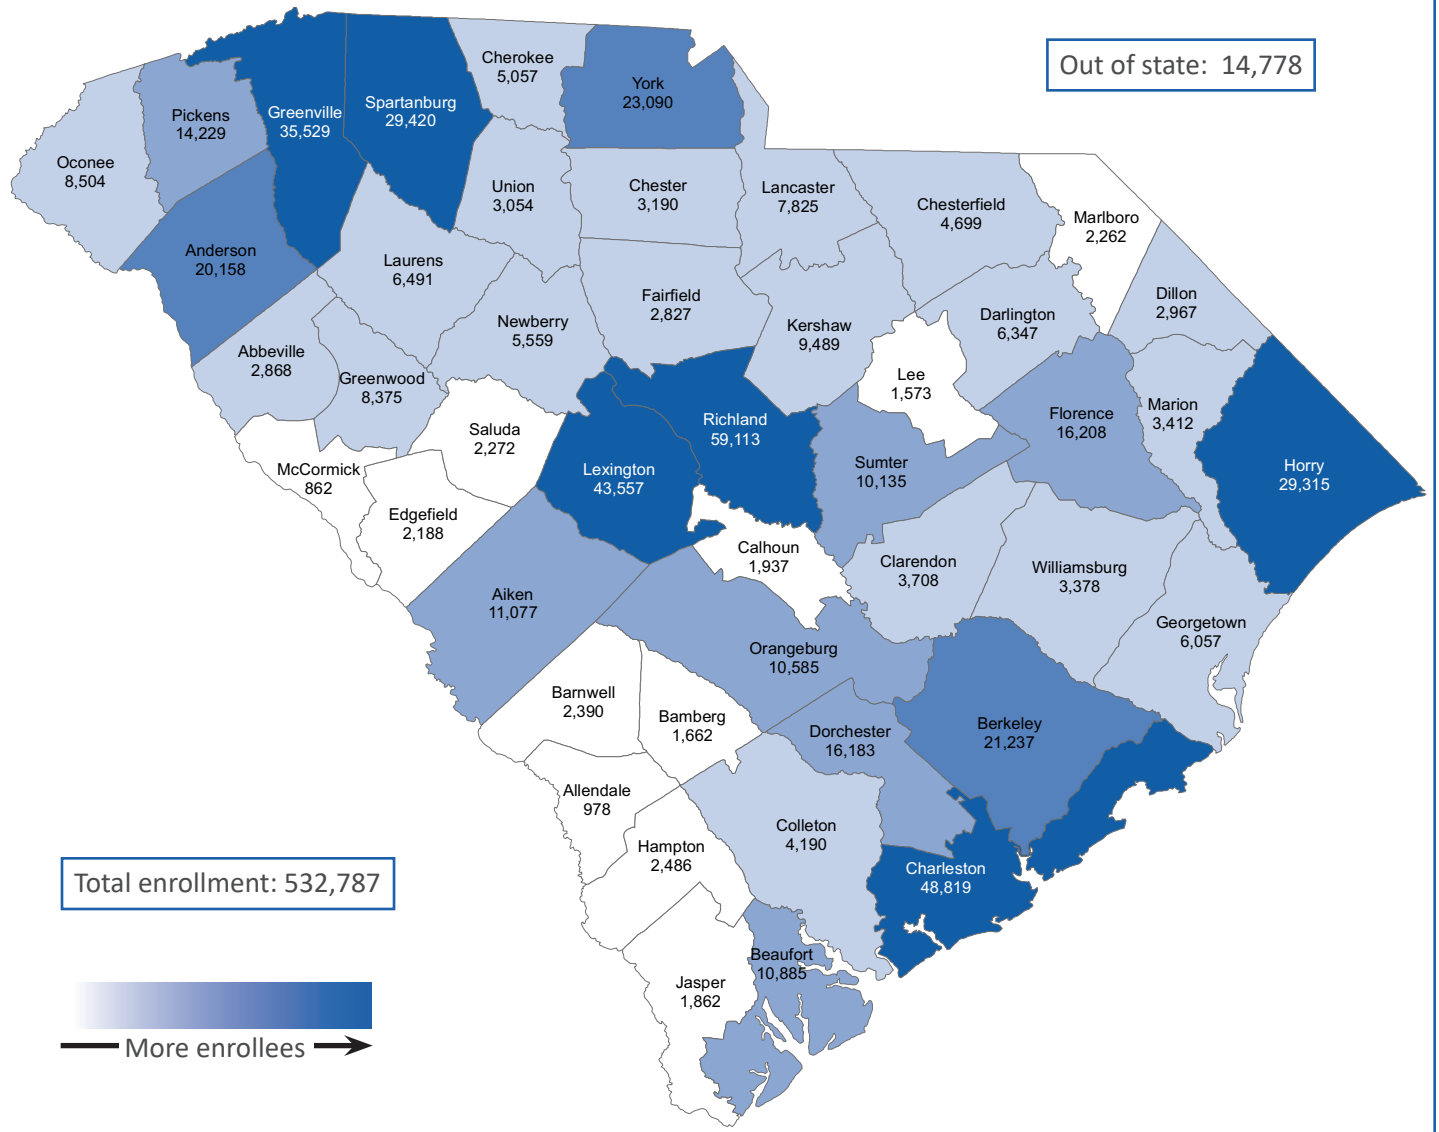 Cherokee
5,057
York
23,090
Out of state: 14,778
Pickens
14,229
Greenville
35,529
Spartanburg
29,420
Oconee
8,504
Union
3,054
Chester
3,190
Lancaster
7,825
Chesterfield
4,699
Marlboro
2,262
Anderson
20,158
Laurens
6,491
Fairfield
2,827
Newberry
5,559
Kershaw
9,489
Darlington
6,347
Dillon
2,967
Abbeville
2,868
Greenwood
8,375
Lee
1,573
Richland
59,113
Florence
16,208
Marion
3,412
Saluda
2,272
McCormick
862
Lexington
43,557
Sumter
10,135
Horry
29,315
Edgefield
2,188
Calhoun
1,937
Clarendon
3,708
Williamsburg
3,378
Aiken
11,077
Georgetown
6,057
Orangeburg
10,585
Barnwell
2,390
Bamberg
1,662
Dorchester
16,183
Berkeley
21,237
Allendale
978
Hampton
2,486
Colleton
4,190
Charleston
48,819
Total enrollment: 532,787
Beaufort
10,885
Jasper
1,862
More enrollees